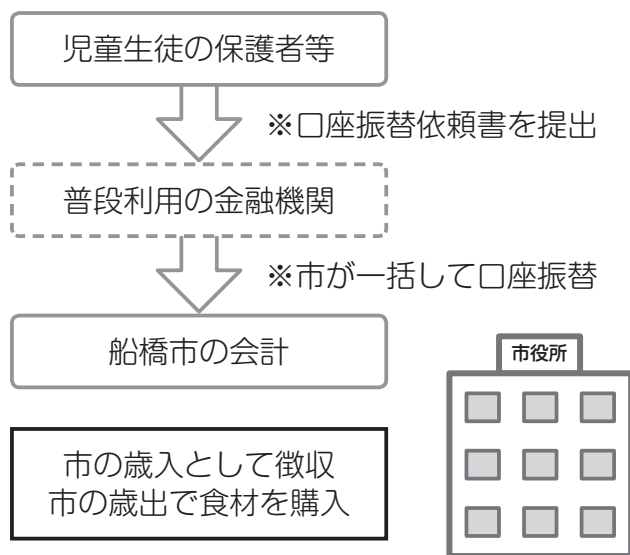 児童生徒の保護者等
※口座振替依頼書を提出
普段利用の金融機関
※市が一括して口座振替
船橋市の会計
市役所
市の歳入として徴収
市の歳出で食材を購入